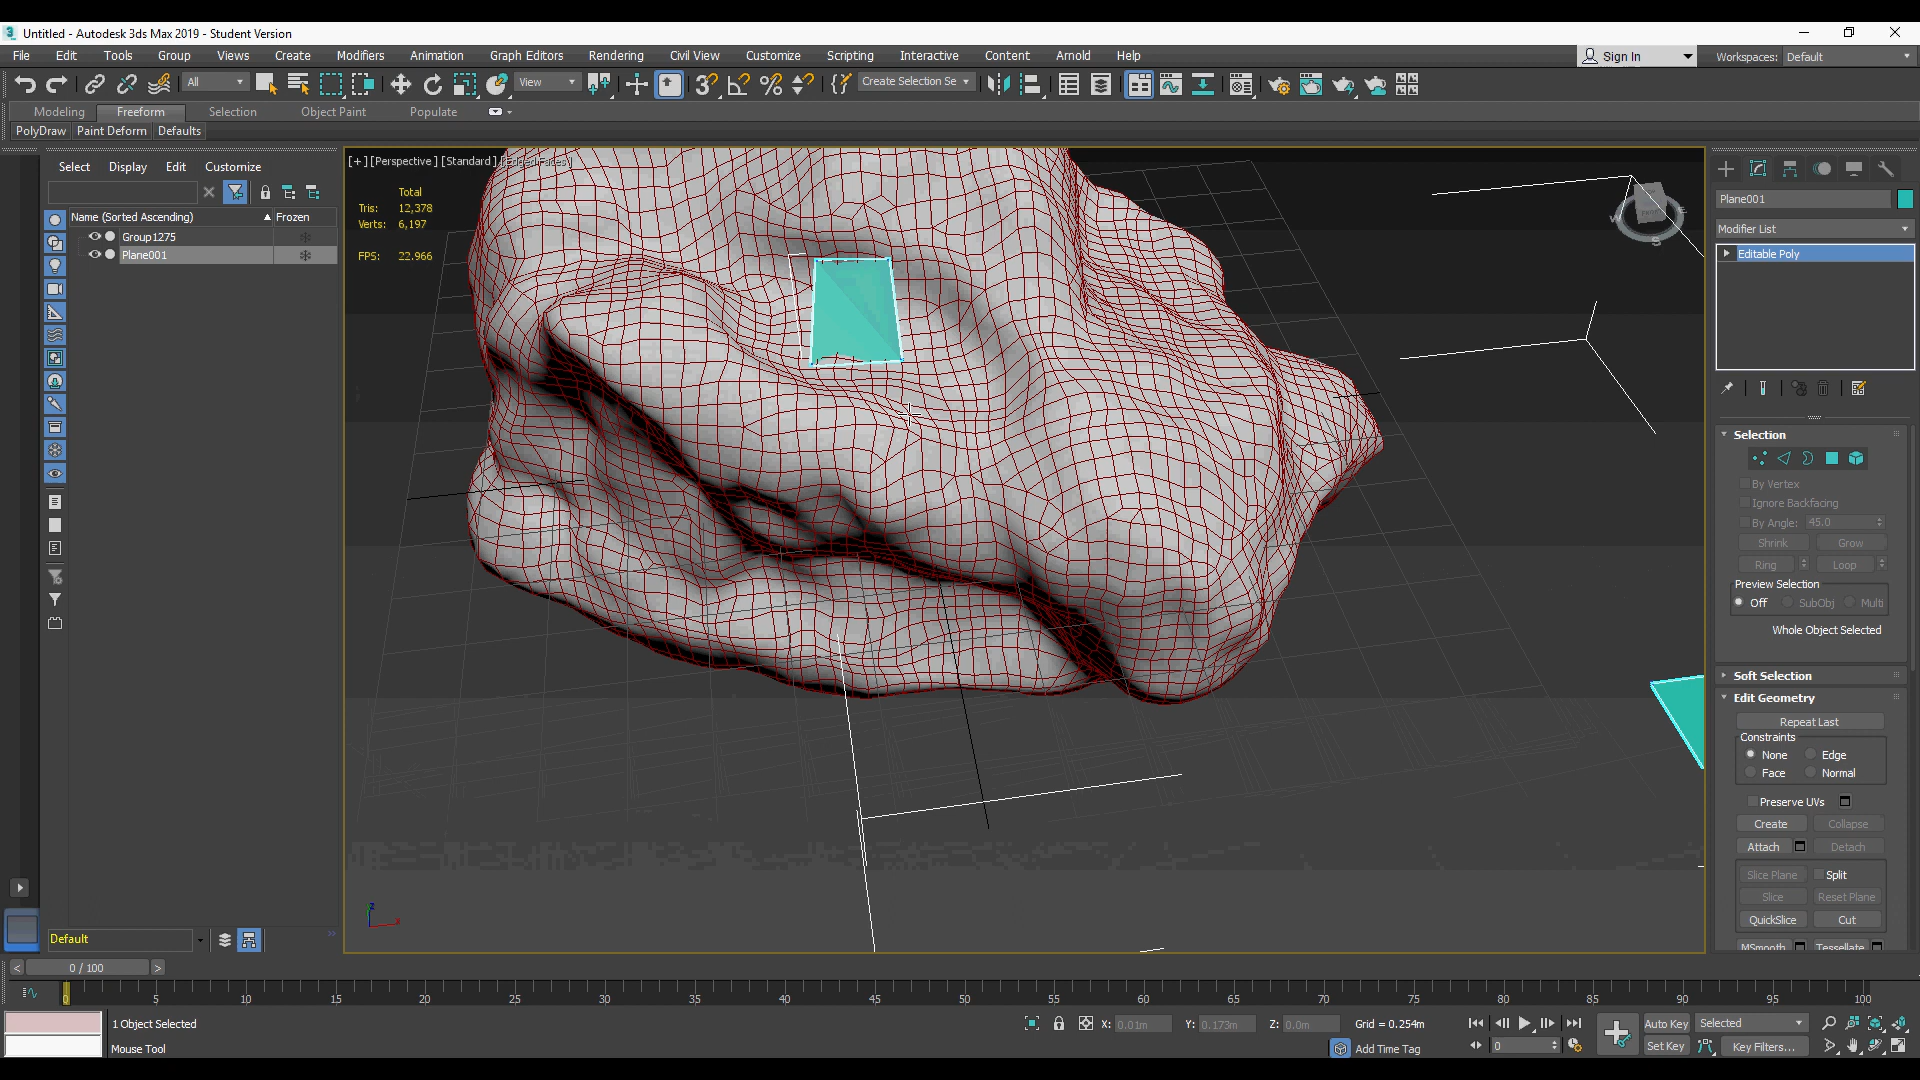 Untitled - Autodesk 3ds Max 2019 - Student Version
File Edit Tools Group Views Create Modifiers Animation Graph Editors Rendering Civil View Customize Scripting Interactive Content Arnold Help
Sign In Workspaces: Default
All View Create Selection Se
Modeling Freeform Selection Object Paint Populate
PolyDraw Paint Deform Defaults
Select Display Edit Customize
Name (Sorted Ascending) Frozen
Group1275
Plane001
Default
[+] [Perspective] [Standard] [Edged Faces]
Total
Tris: 12,378
Verts: 6,197
FPS: 22.966
Plane001
Modifier List
Editable Poly
Selection
By Vertex
Ignore Backfacing
By Angle: 45.0
Shrink Grow
Ring Loop
Preview Selection
Off SubObj Multi
Whole Object Selected
Soft Selection
Edit Geometry
Repeat Last
Constraints
None Edge
Face Normal
Preserve UVs
Create Collapse
Attach Detach
Slice Plane Split
Slice Reset Plane
QuickSlice Cut
MSmooth Tessellate
< 0 / 100 >
0 5 10 15 20 25 30 35 40 45 50 55 60 65 70 75 80 85 90 95 100
1 Object Selected
Mouse Tool
X: 0.01m Y: 0.173m Z: 0.0m Grid = 0.254m
Add Time Tag
0
Auto Key Selected
Set Key Key Filters...